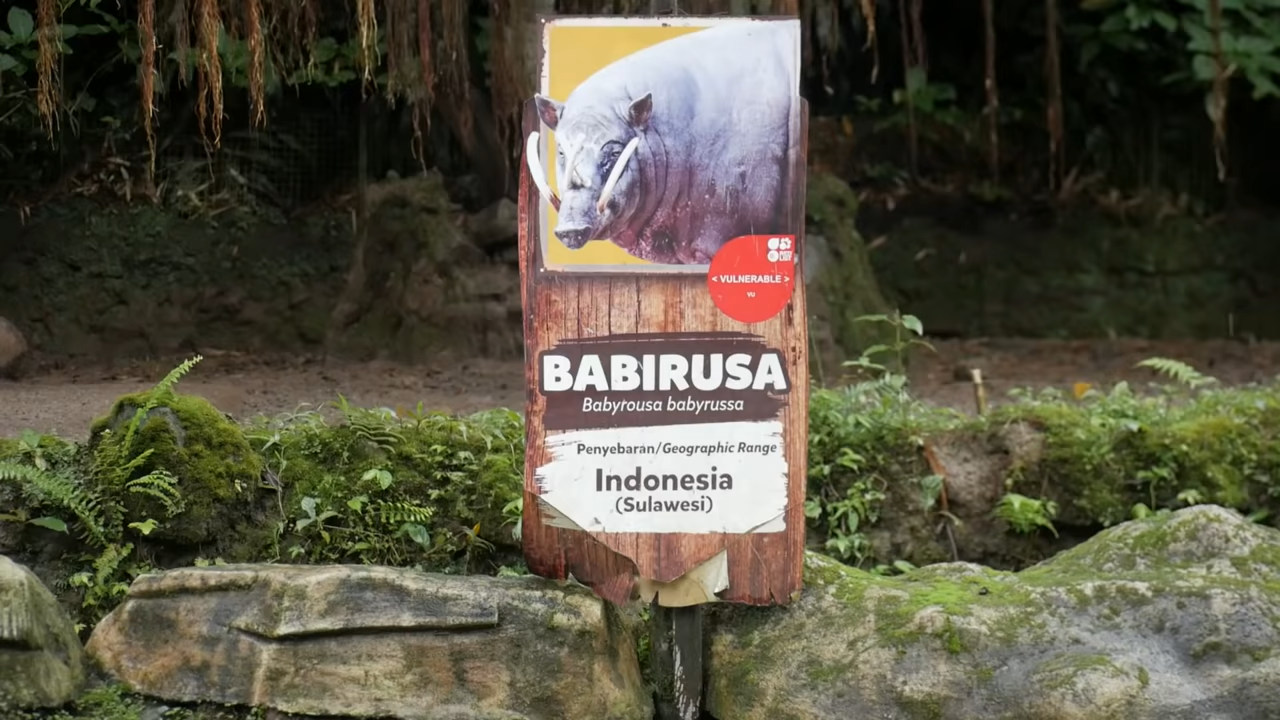 < VULNERABLE >
VU
BABIRUSA
Babyrousa babyrussa
Penyebaran/Geographic Range
Indonesia
(Sulawesi)